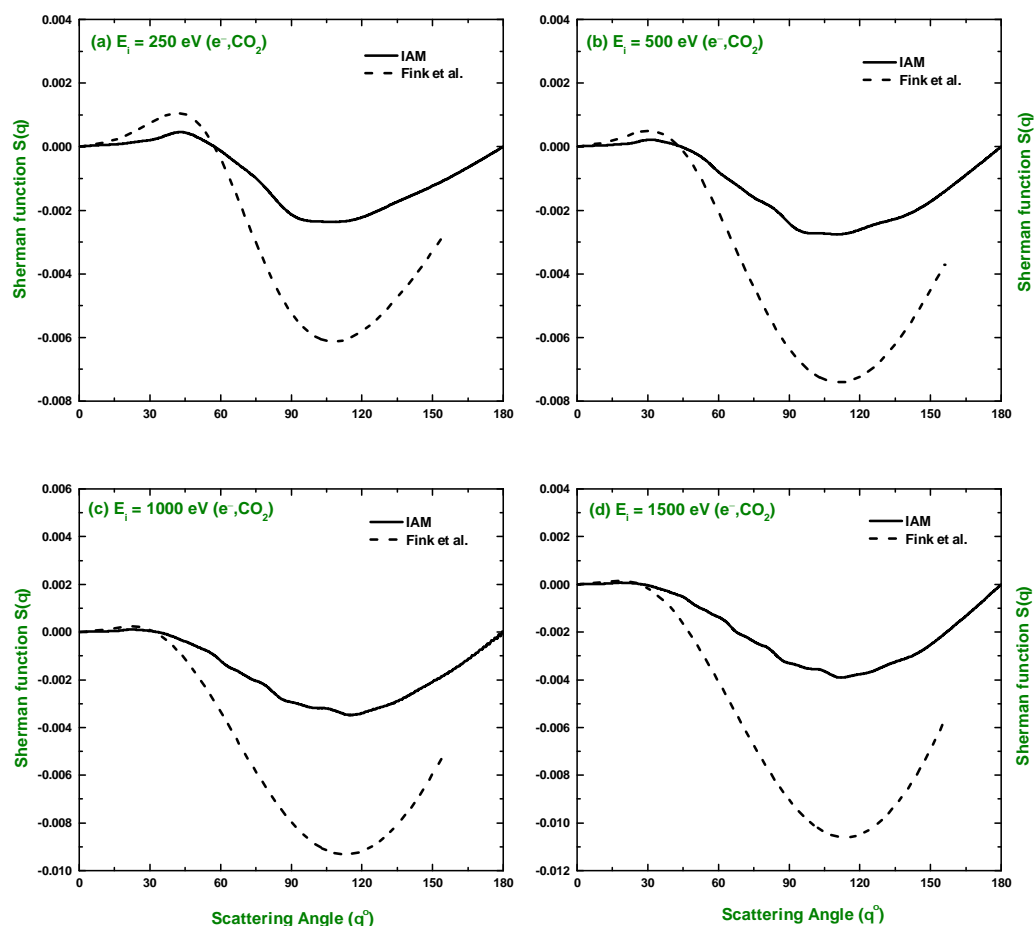 (a) E_i = 250 eV (e⁻,CO₂)
IAM
Fink et al.
0.004
0.002
0.000
-0.002
-0.004
-0.006
-0.008
0 30 60 90 120 150 180
Sherman function S(q)
(b) E_i = 500 eV (e⁻,CO₂)
IAM
Fink et al.
0.004
0.002
0.000
-0.002
-0.004
-0.006
-0.008
0 30 60 90 120 150 180
Sherman function S(q)
(c) E_i = 1000 eV (e⁻,CO₂)
IAM
Fink et al.
0.006
0.004
0.002
0.000
-0.002
-0.004
-0.006
-0.008
-0.010
0 30 60 90 120 150 180
Sherman function S(q)
Scattering Angle (q°)
(d) E_i = 1500 eV (e⁻,CO₂)
IAM
Fink et al.
0.004
0.002
0.000
-0.002
-0.004
-0.006
-0.008
-0.010
-0.012
0 30 60 90 120 150 180
Sherman function S(q)
Scattering Angle (q°)